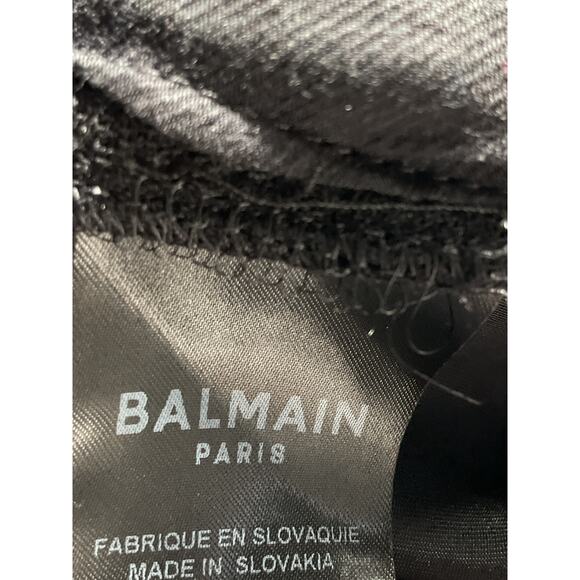 BALMAIN
PARIS
FABRIQUE EN SLOVAQUIE
MADE IN SLOVAKIA